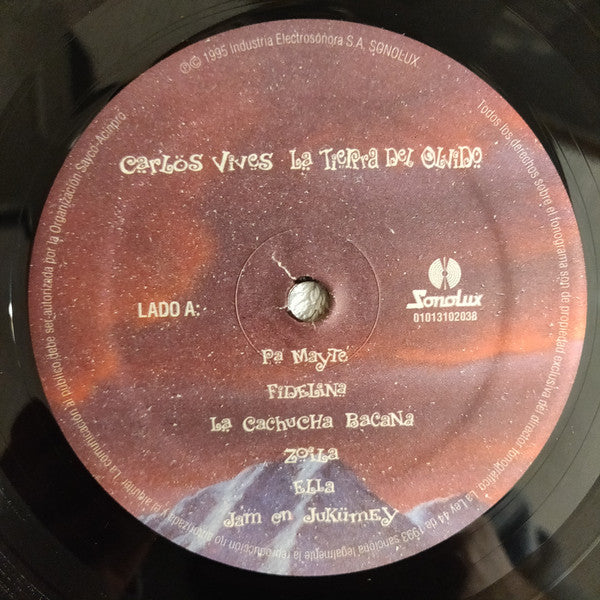 ℗© 1995 Industria Electrosonora S.A. SONOLUX.
Carlos Vives La Tierra Del Olvido
LADO A:
Sonolux
01013102038
Pa Mayté
Fidelina
La Cachucha Bacana
Zoila
Ella
Jam en Jukümey
Todos los derechos sobre el fonograma son de propiedad exclusiva del director fonográfico. La Ley 44 de 1993 sanciona legalmente la reproducción no autorizada y el alquiler. La comunicación al público debe ser autorizada por la Organización Sayco-Acinpro